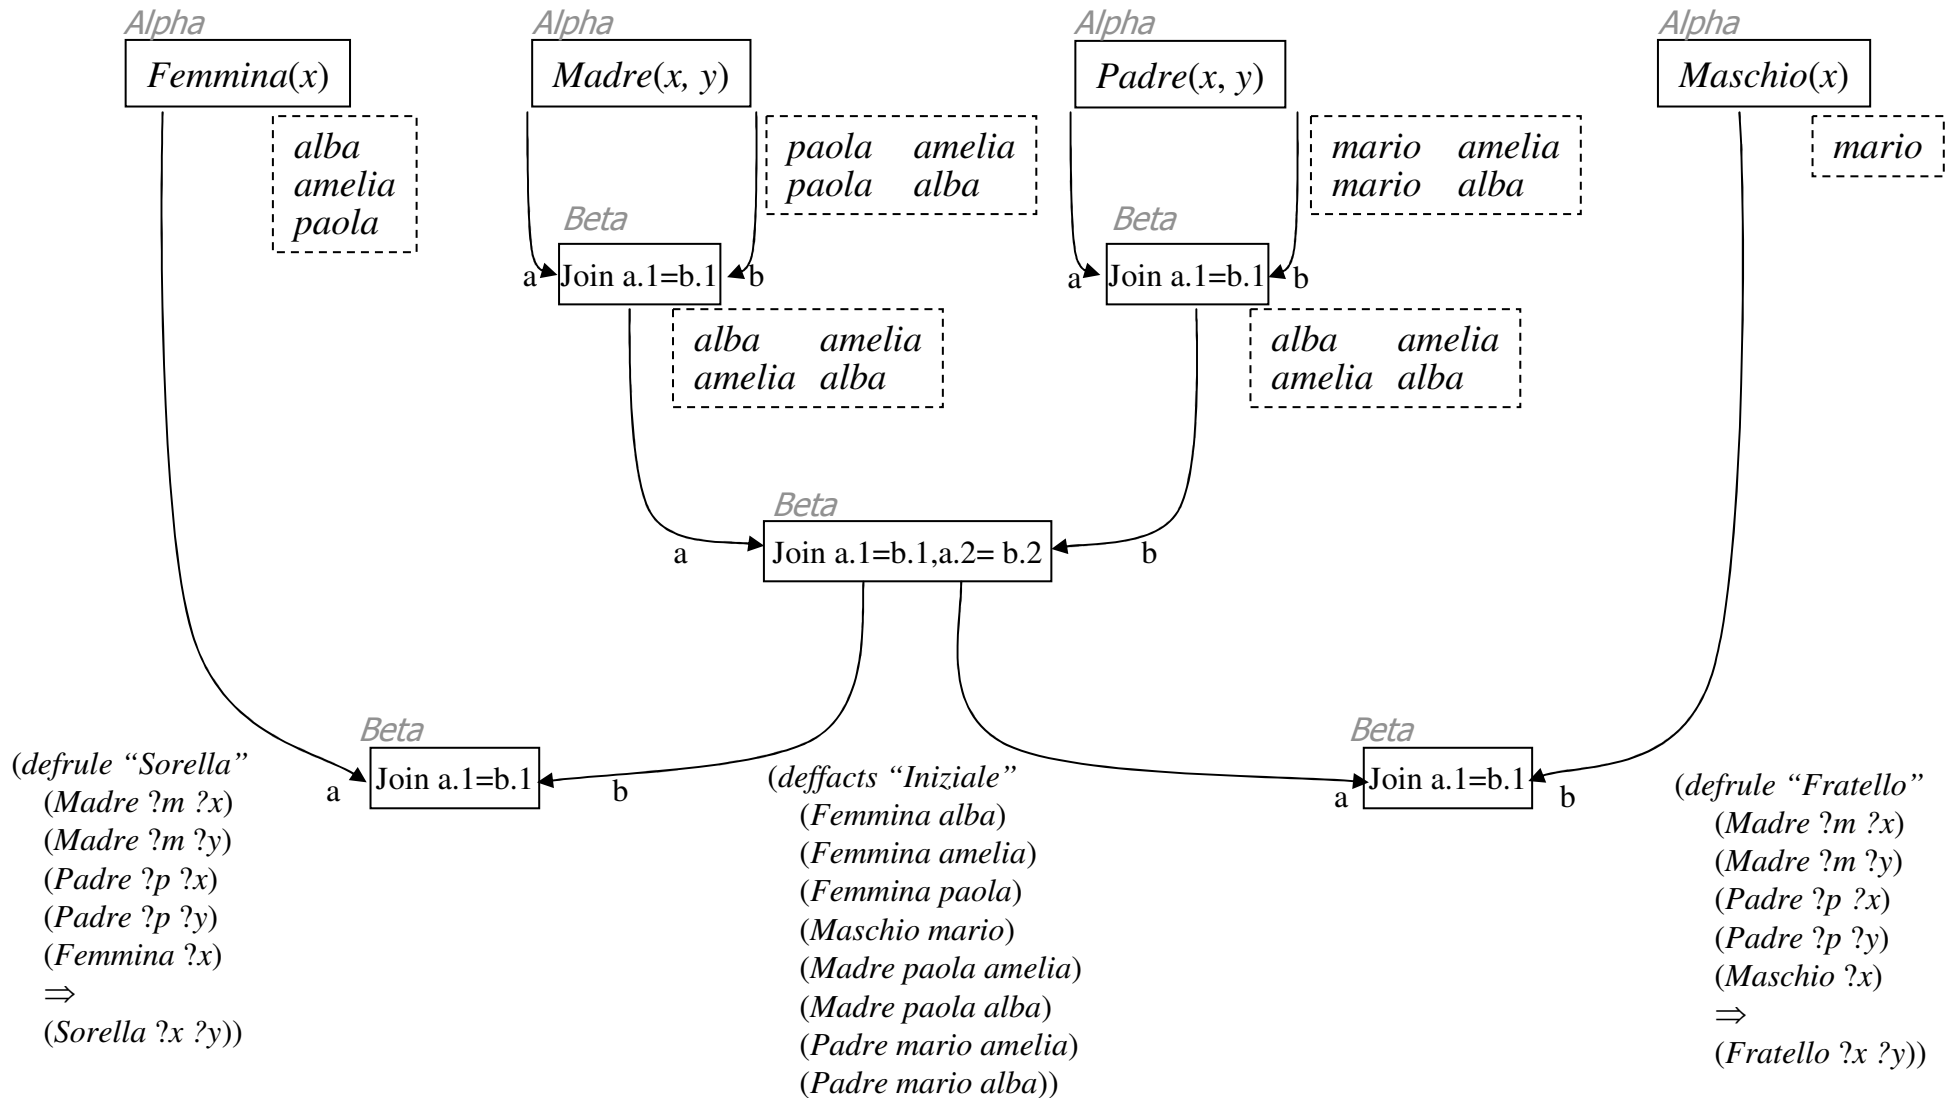 Alpha
Femmina(x)
alba
amelia
paola
Alpha
Madre(x, y)
paola amelia
paola alba
Alpha
Padre(x, y)
mario amelia
mario alba
Alpha
Maschio(x)
mario
Beta
a
Join a.1=b.1
b
alba amelia
amelia alba
Beta
a
Join a.1=b.1
b
alba amelia
amelia alba
Beta
a
Join a.1=b.1,a.2= b.2
b
Beta
a
Join a.1=b.1
b
Beta
a
Join a.1=b.1
b
(defrule “Sorella”
(Madre ?m ?x)
(Madre ?m ?y)
(Padre ?p ?x)
(Padre ?p ?y)
(Femmina ?x)
⇒
(Sorella ?x ?y))
(deffacts “Iniziale”
(Femmina alba)
(Femmina amelia)
(Femmina paola)
(Maschio mario)
(Madre paola amelia)
(Madre paola alba)
(Padre mario amelia)
(Padre mario alba))
(defrule “Fratello”
(Madre ?m ?x)
(Madre ?m ?y)
(Padre ?p ?x)
(Padre ?p ?y)
(Maschio ?x)
⇒
(Fratello ?x ?y))